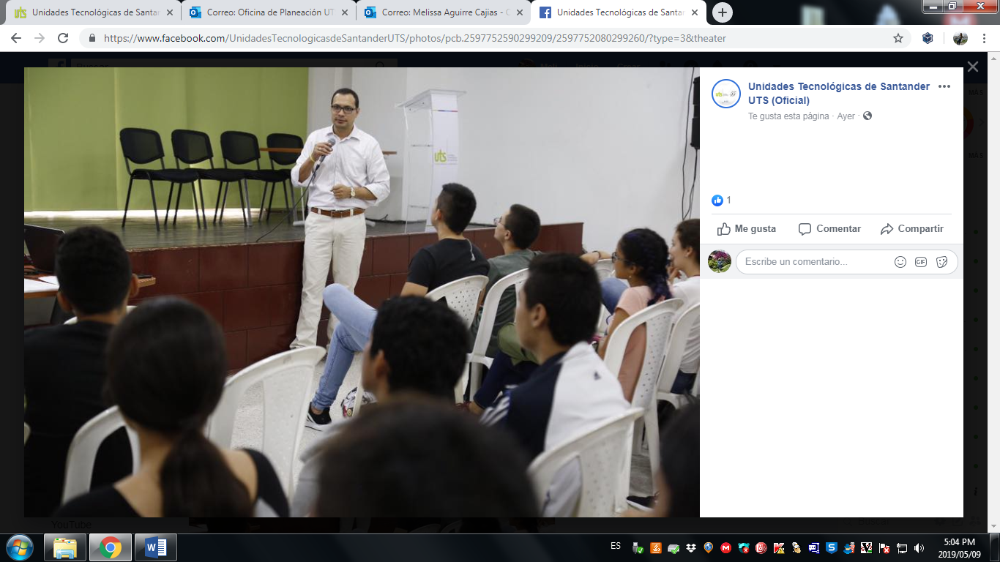 Unidades Tecnológicas de Santan
Correo: Oficina de Planeación UT
Correo: Melissa Aguirre Cajias - O
Unidades Tecnológicas de Santan
https://www.facebook.com/UnidadesTecnologicasdeSantanderUTS/photos/pcb.2597752590299209/2597752080299260/?type=3&theater
Buscar
Inicio
uts
Unidades Tecnológicas de Santander
UTS (Oficial)
Te gusta esta página · Ayer ·
1
Me gusta
Comentar
Compartir
Escribe un comentario...
GIF
YouTube
ES
5:04 PM
2019/05/09